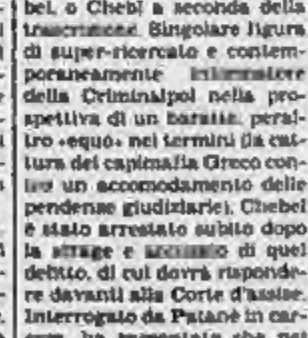 bel, o Chebl a seconda della
trascrizione. Singolare figura
di super-ricercato e contem-
poraneamente informatore
della Criminalpol nella pro-
spettiva di un baratto, peral-
tro «equo» nei termini (la cat-
tura del capimafia Greco con-
tro un accomodamento delle
pendenze giudiziarie), Chebel
è stato arrestato subito dopo
la strage e accusato di quel
delitto, di cui dovrà risponde-
re davanti alla Corte d'assise.
Interrogato da Patanè in car-
ha che